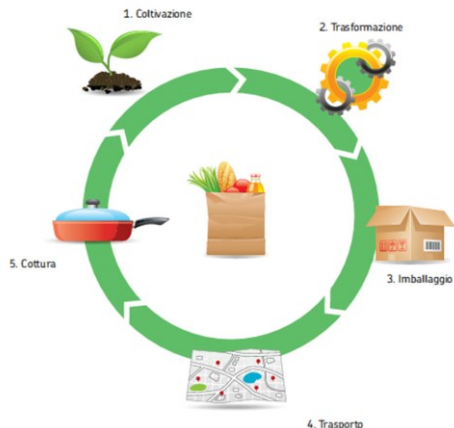 1. Coltivazione
2. Trasformazione
3. Imballaggio
4. Trasporto
5. Cottura